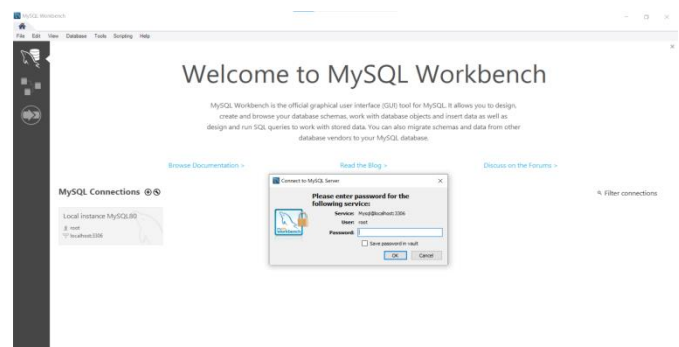 MySQL Workbench
File Edit View Database Tools Scripting Help
Welcome to MySQL Workbench
MySQL Workbench is the official graphical user interface (GUI) tool for MySQL. It allows you to design,
create and browse your database schemas, work with database objects and insert data as well as
design and run SQL queries to work with stored data. You can also migrate schemas and data from other
database vendors to your MySQL database.
Browse Documentation >
Read the Blog >
Discuss on the Forums >
MySQL Connections
Filter connections
Local instance MySQL80
root
localhost:3306
Connect to MySQL Server
Please enter password for the
following service:
Service: Mysql@localhost:3306
User: root
Password:
Save password in vault
OK Cancel
Workbench